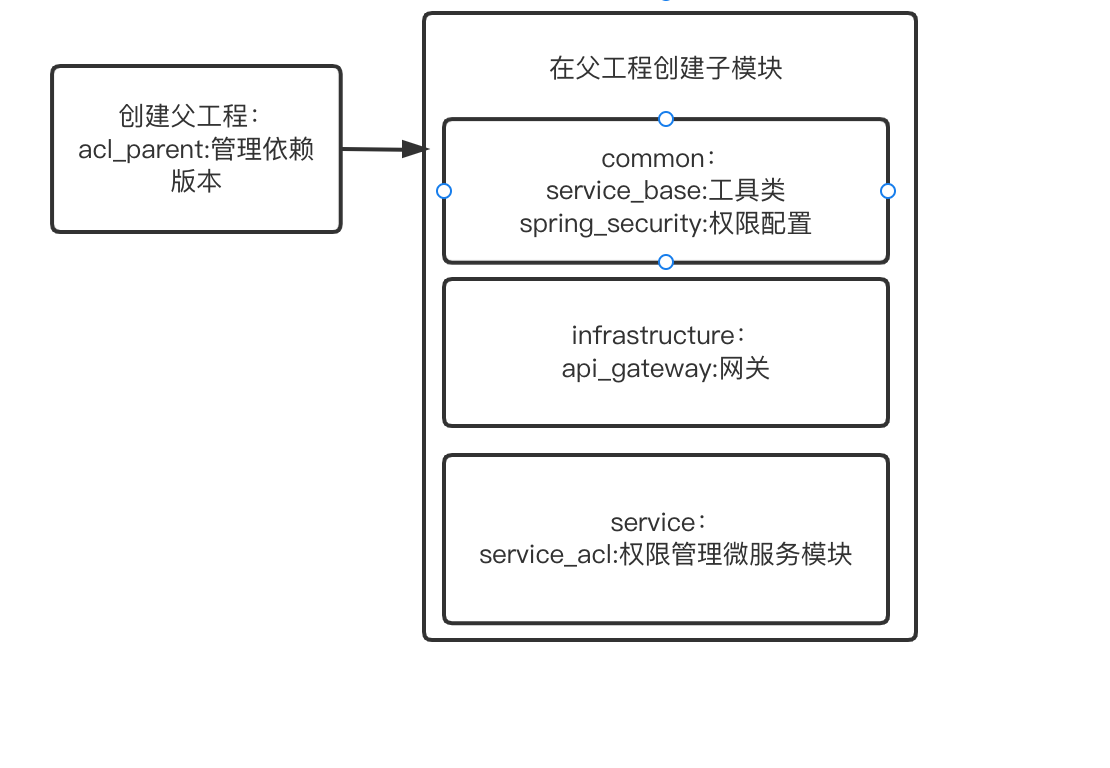 创建父工程：
acl_parent:管理依赖
版本
在父工程创建子模块
common：
service_base:工具类
spring_security:权限配置
infrastructure：
api_gateway:网关
service：
service_acl:权限管理微服务模块